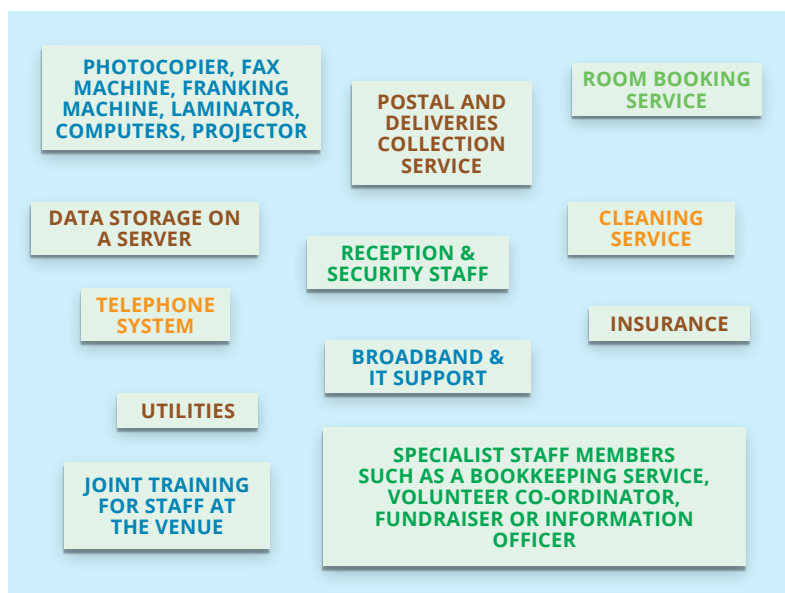 PHOTOCOPIER, FAX
MACHINE, FRANKING
MACHINE, LAMINATOR,
COMPUTERS, PROJECTOR
POSTAL AND
DELIVERIES
COLLECTION
SERVICE
ROOM BOOKING
SERVICE
DATA STORAGE ON
A SERVER
RECEPTION &
SECURITY STAFF
CLEANING
SERVICE
TELEPHONE
SYSTEM
INSURANCE
BROADBAND &
IT SUPPORT
UTILITIES
JOINT TRAINING
FOR STAFF AT
THE VENUE
SPECIALIST STAFF MEMBERS
SUCH AS A BOOKKEEPING SERVICE,
VOLUNTEER CO-ORDINATOR,
FUNDRAISER OR INFORMATION
OFFICER